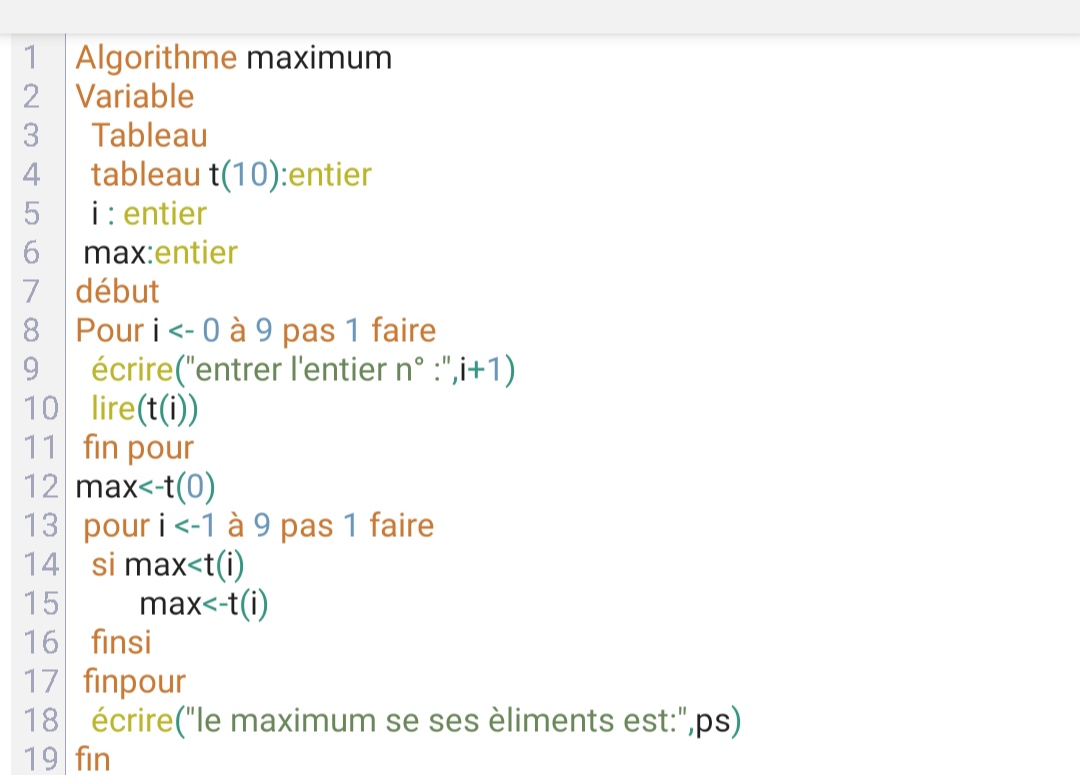 1 Algorithme maximum
2 Variable
3 Tableau
4 tableau t(10):entier
5 i : entier
6 max:entier
7 début
8 Pour i <- 0 à 9 pas 1 faire
9 écrire("entrer l'entier n° :",i+1)
10 lire(t(i))
11 fin pour
12 max<-t(0)
13 pour i <-1 à 9 pas 1 faire
14 si max<t(i)
15 max<-t(i)
16 finsi
17 finpour
18 écrire("le maximum se ses èliments est:",ps)
19 fin